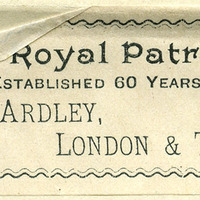 Royal Patr
Established 60 Years
Ardley,
London & T